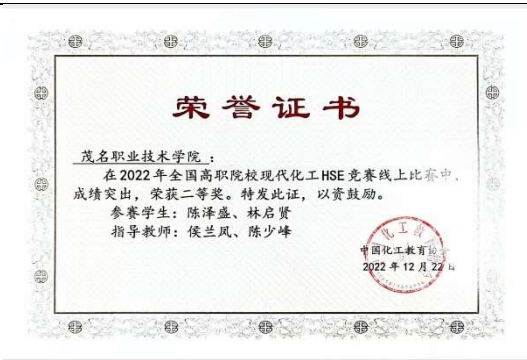 荣誉证书
茂名职业技术学院：
在2022年全国高职院校现代化工HSE竞赛线上比赛中，
成绩突出，荣获二等奖。特发此证，以资鼓励。
参赛学生：陈泽盛、林启贤
指导教师：侯兰凤、陈少峰
中国化工教育协
2022年12月22日